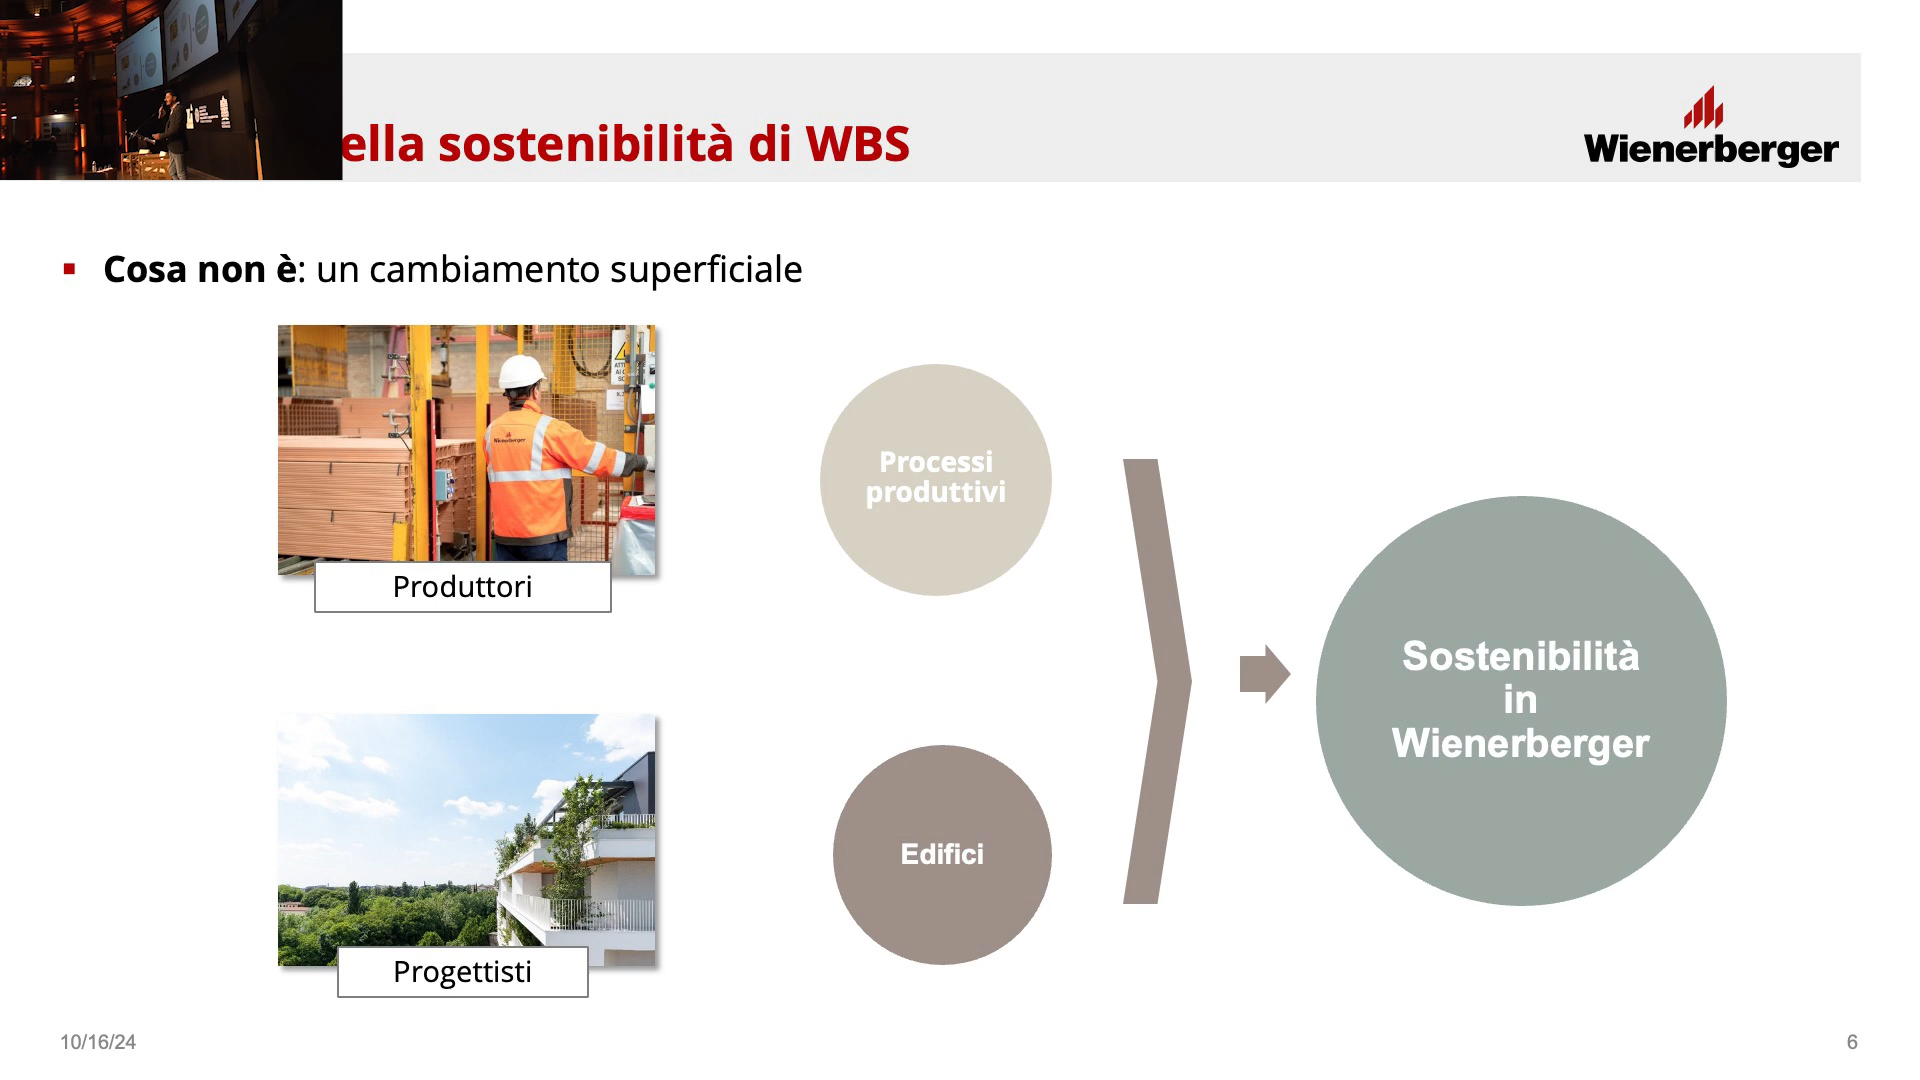 ella sostenibilità di WBS
Wienerberger
Cosa non è: un cambiamento superficiale
Wienerberger
Produttori
Processi
produttivi
Sostenibilità
in
Wienerberger
Edifici
Progettisti
10/16/24
6